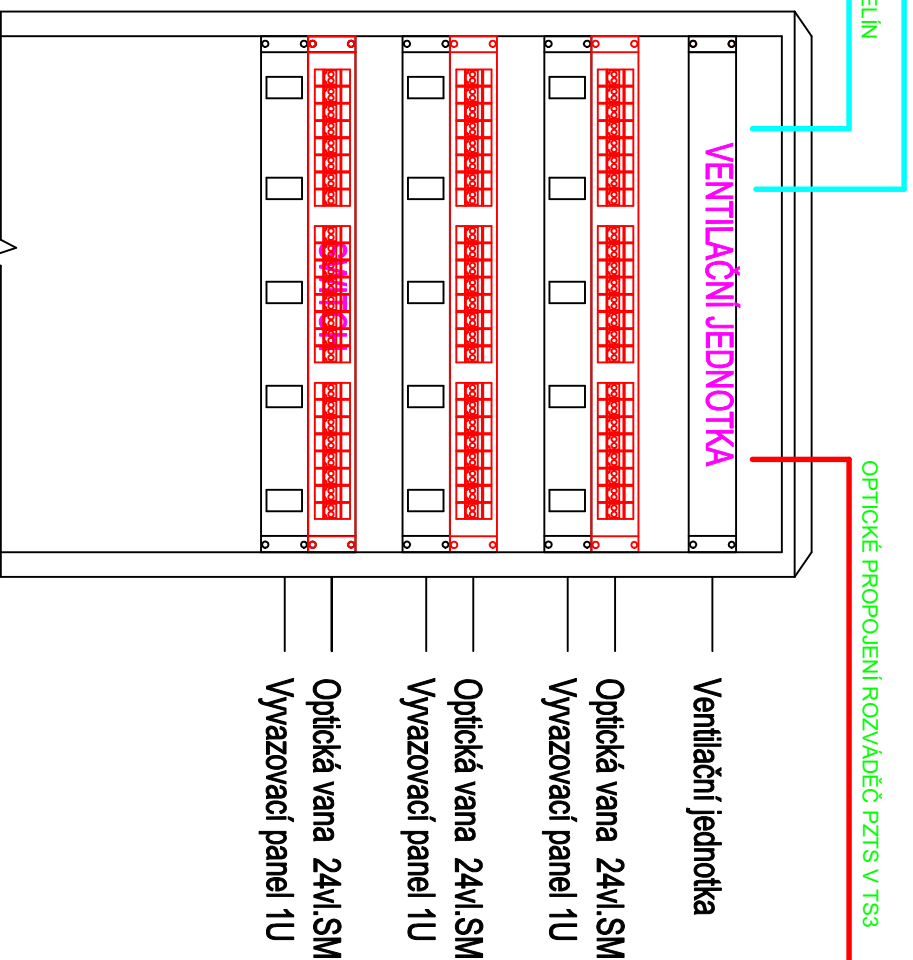 ELÍN
OPTICKÉ PROPOJENÍ ROZVÁDĚČ PZTS V TS3
VENTILAČNÍ JEDNOTKA
Ventilační jednotka
Optická vana 24vl.SM
Vyvazovací panel 1U
Optická vana 24vl.SM
Vyvazovací panel 1U
SWITCH
Optická vana 24vl.SM
Vyvazovací panel 1U